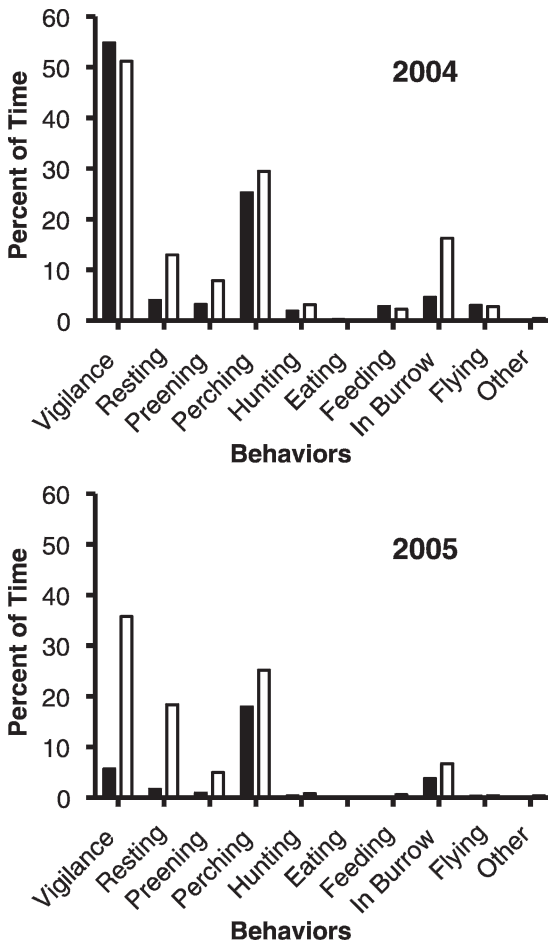 2004
Percent of Time
60
50
40
30
20
10
0
Vigilance
Resting
Preening
Perching
Hunting
Eating
Feeding
In Burrow
Flying
Other
Behaviors
2005
Percent of Time
60
50
40
30
20
10
0
Vigilance
Resting
Preening
Perching
Hunting
Eating
Feeding
In Burrow
Flying
Other
Behaviors